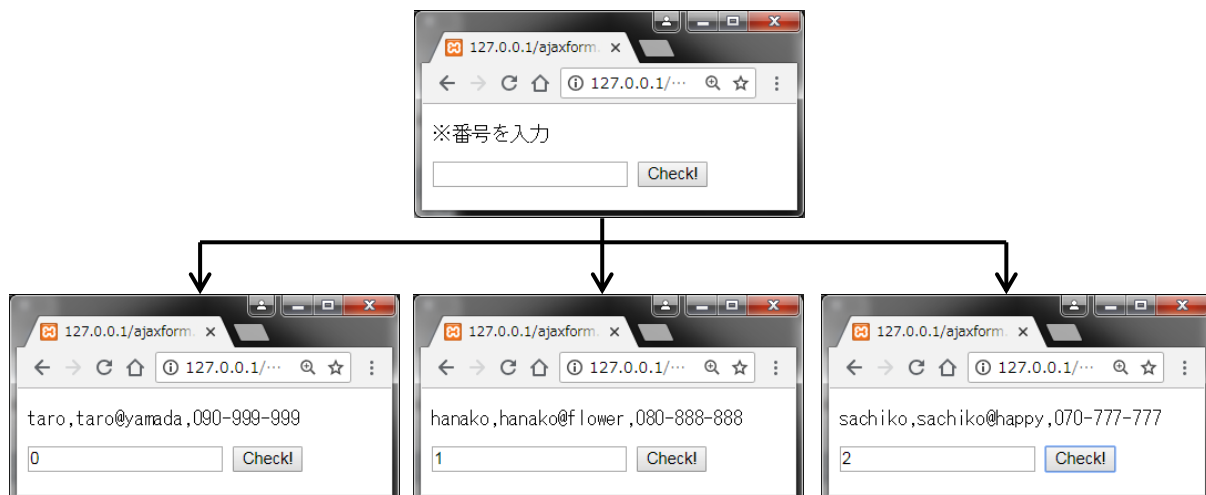 127.0.0.1/ajaxform.
127.0.0.1/…
※番号を入力
Check!
127.0.0.1/ajaxform.
127.0.0.1/…
taro,taro@yamada,090-999-999
0
Check!
127.0.0.1/ajaxform.
127.0.0.1/…
hanako,hanako@flower,080-888-888
1
Check!
127.0.0.1/ajaxform.
127.0.0.1/…
sachiko,sachiko@happy,070-777-777
2
Check!